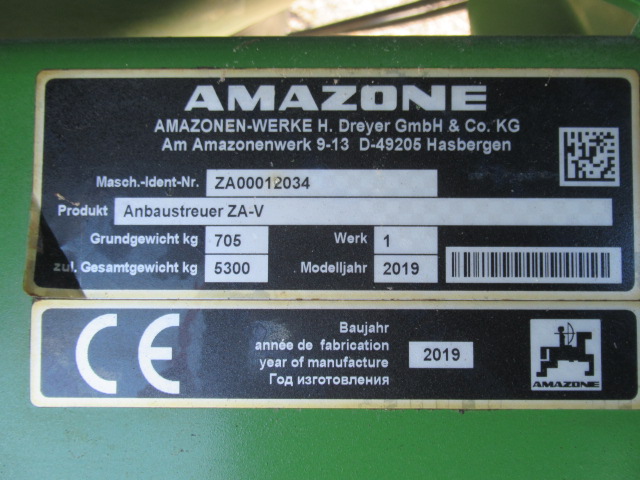 AMAZONE
AMAZONEN-WERKE H. Dreyer GmbH & Co. KG
Am Amazonenwerk 9-13 D-49205 Hasbergen
Masch.-Ident-Nr. ZA00012034
Produkt Anbaustreuer ZA-V
Grundgewicht kg 705 Werk 1
zul. Gesamtgewicht kg 5300 Modelljahr 2019
CE
Baujahr
année de fabrication
year of manufacture 2019
Год изготовления
AMAZONE